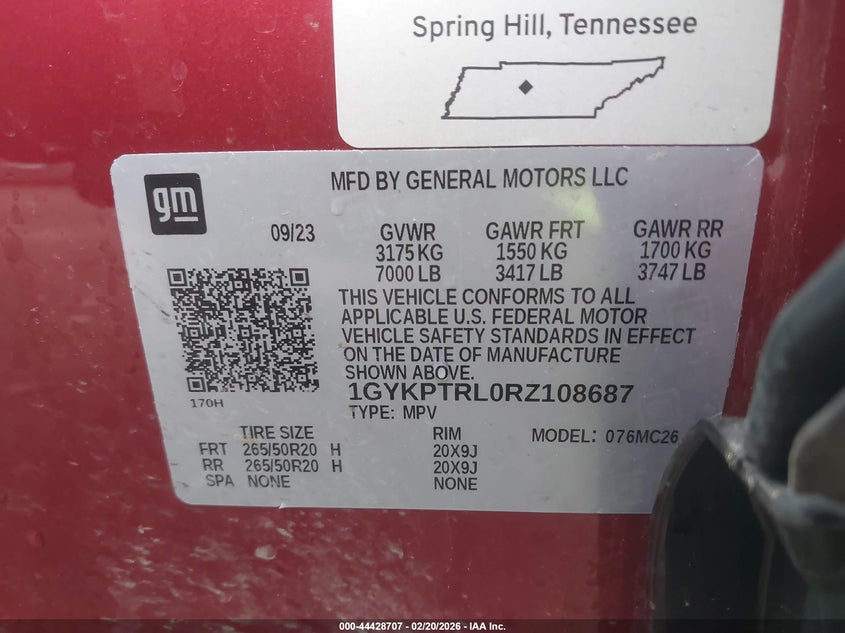 Spring Hill, Tennessee
gm
MFD BY GENERAL MOTORS LLC
09/23
GVWR GAWR FRT GAWR RR
3175 KG 1550 KG 1700 KG
7000 LB 3417 LB 3747 LB
THIS VEHICLE CONFORMS TO ALL
APPLICABLE U.S. FEDERAL MOTOR
VEHICLE SAFETY STANDARDS IN EFFECT
ON THE DATE OF MANUFACTURE
SHOWN ABOVE.
1GYKPTRL0RZ108687
170H
TYPE: MPV
TIRE SIZE RIM MODEL: 076MC26
FRT 265/50R20 H 20X9J
RR 265/50R20 H 20X9J
SPA NONE NONE
000-44428707 — 02/20/2026 — IAA Inc.